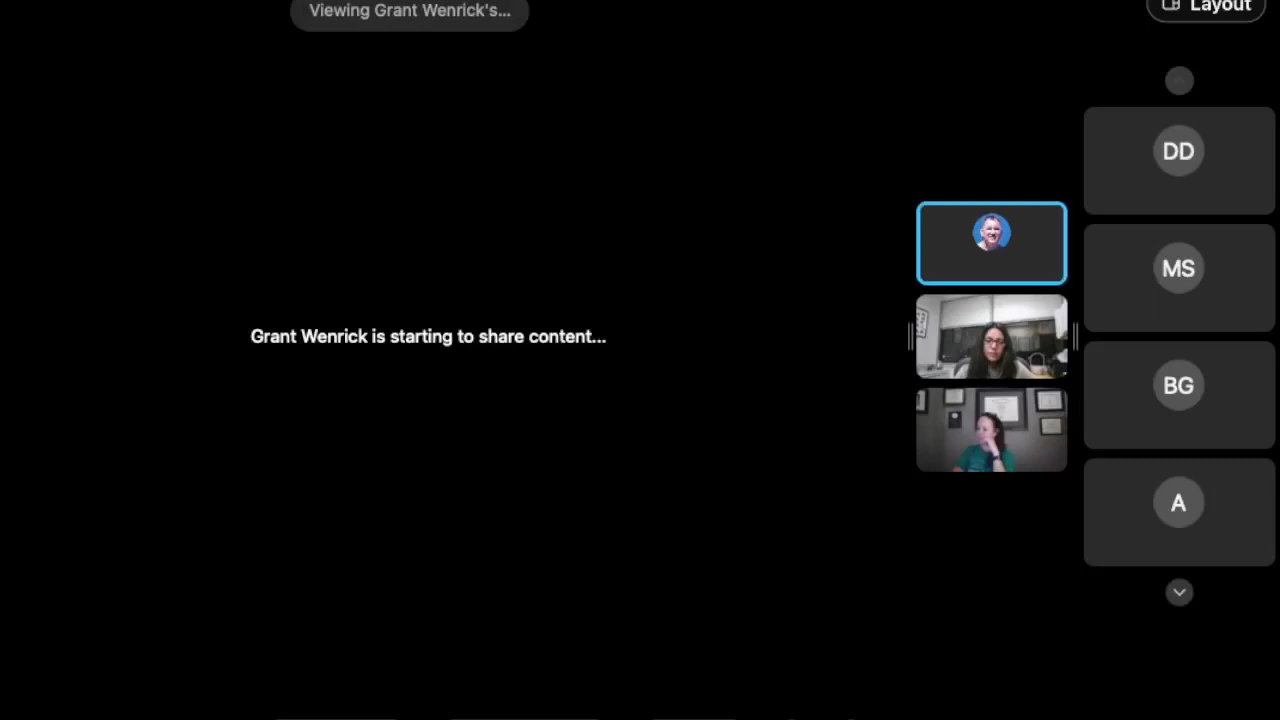 Viewing Grant Wenrick's...
Layout
DD
MS
Grant Wenrick is starting to share content...
BG
A